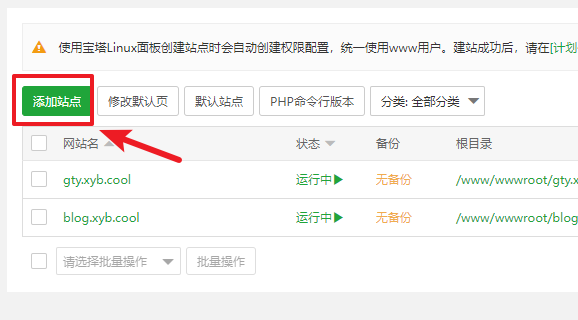 使用宝塔Linux面板创建站点时会自动创建权限配置，统一使用www用户。建站成功后，请在[计划
添加站点 修改默认页 默认站点 PHP命令行版本 分类: 全部分类
网站名 状态 备份 根目录
gty.xyb.cool 运行中 无备份 /www/wwwroot/gty.x
blog.xyb.cool 运行中 无备份 /www/wwwroot/blog
请选择批量操作 批量操作